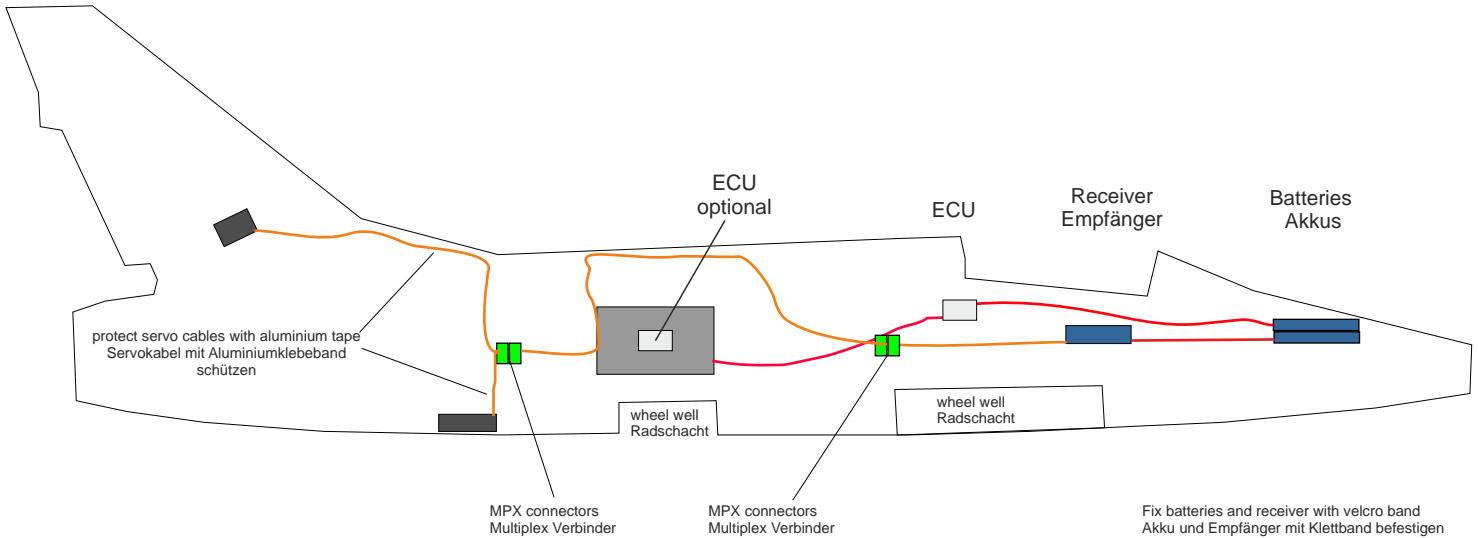 ECU
optional
ECU
Receiver
Empfänger
Batteries
Akkus
protect servo cables with aluminium tape
Servokabel mit Aluminiumklebeband
schützen
wheel well
Radschacht
wheel well
Radschacht
MPX connectors
Multiplex Verbinder
MPX connectors
Multiplex Verbinder
Fix batteries and receiver with velcro band
Akku und Empfänger mit Klettband befestigen